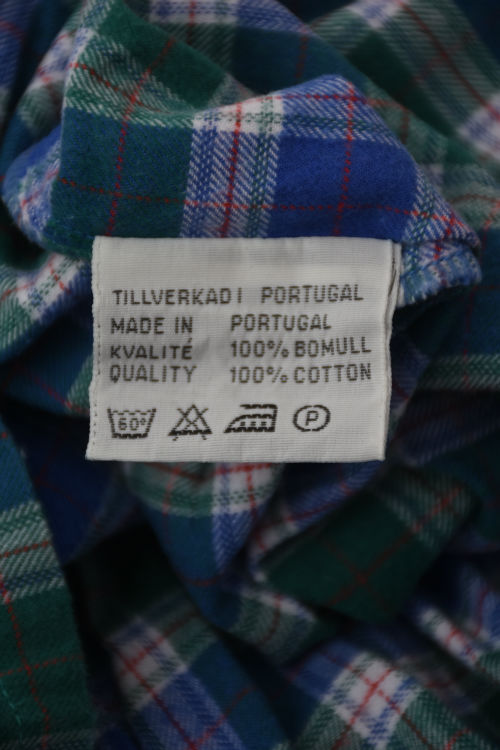 TILLVERKAD I PORTUGAL
MADE IN PORTUGAL
KVALITÉ 100% BOMULL
QUALITY 100% COTTON
60° P